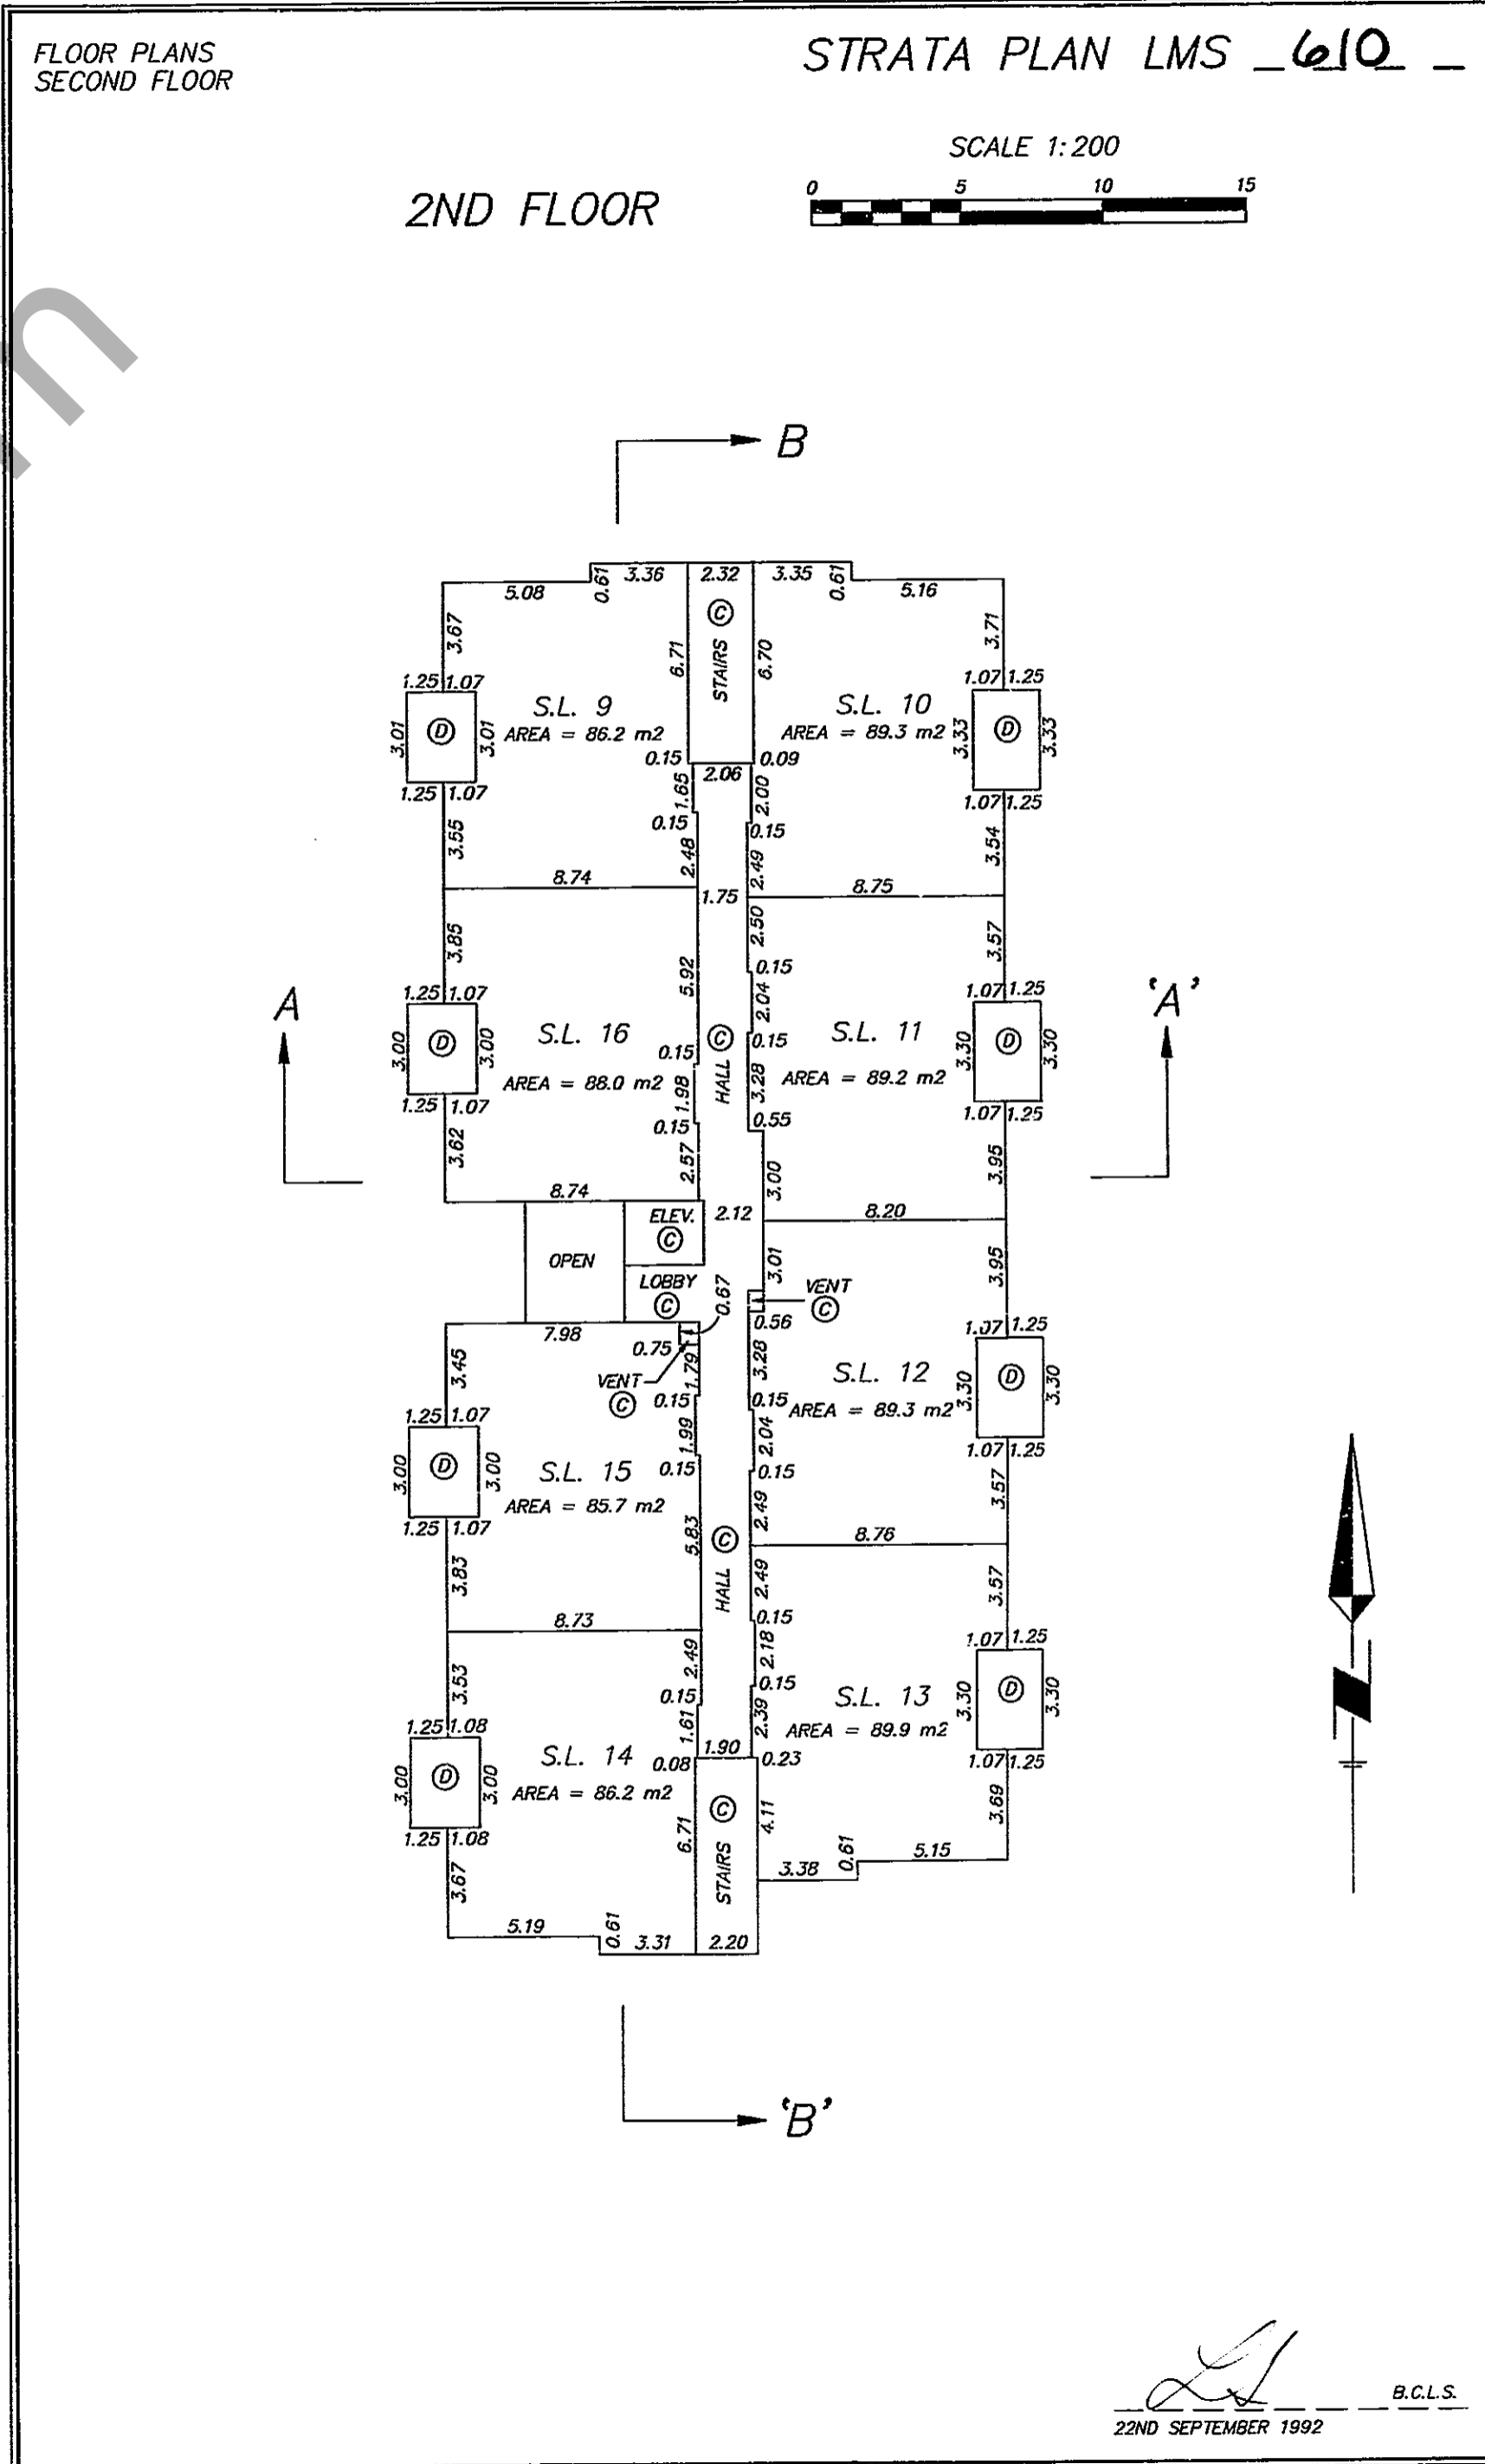 FLOOR PLANS
SECOND FLOOR
STRATA PLAN LMS 610
SCALE 1:200
2ND FLOOR
0 5 10 15
B
5.08 0.61 3.36 2.32 3.35 0.61 5.16
3.67 6.71 C STAIRS 6.70 3.71
1.25 1.07 1.07 1.25
S.L. 9 S.L. 10
3.01 D 3.01 AREA = 86.2 m2 AREA = 89.3 m2 3.33 D 3.33
0.15 2.06 0.09
1.25 1.07 1.65 2.00 1.07 1.25
0.15 0.15
3.55 2.48 2.49 3.54
8.74 1.75 8.75
3.85 5.92 2.50 3.57
0.15
1.25 1.07 2.04 1.07 1.25
A 'A'
S.L. 16 C HALL S.L. 11
3.00 D 3.00 0.15 0.15 3.30 D 3.30
AREA = 88.0 m2 1.98 3.28 AREA = 89.2 m2
1.25 1.07 0.15 0.55 1.07 1.25
3.62 2.57 3.00 3.95
8.74 ELEV. C 2.12 8.20
OPEN 3.01 3.95
LOBBY C 0.67 VENT C
7.98 0.75 0.56 1.07 1.25
3.45 VENT C 1.79 3.28
S.L. 12
0.15 0.15 AREA = 89.3 m2 3.30 D 3.30
1.25 1.07 1.99 2.04 1.07 1.25
3.00 D 3.00 S.L. 15 0.15 0.15
AREA = 85.7 m2 2.49 3.57
1.25 1.07 5.83 C HALL 8.76
3.83 2.49 3.57
8.73 0.15
3.53 2.49 2.18 1.07 1.25
0.15 0.15 S.L. 13 3.30 D 3.30
1.25 1.08 1.61 2.39 AREA = 89.9 m2
S.L. 14 0.08 1.90 0.23 1.07 1.25
3.00 D 3.00 AREA = 86.2 m2 C STAIRS 4.11 3.69
1.25 1.08 6.71 3.38 0.61 5.15
3.67
5.19 0.61 3.31 2.20
'B'
B.C.L.S.
22ND SEPTEMBER 1992